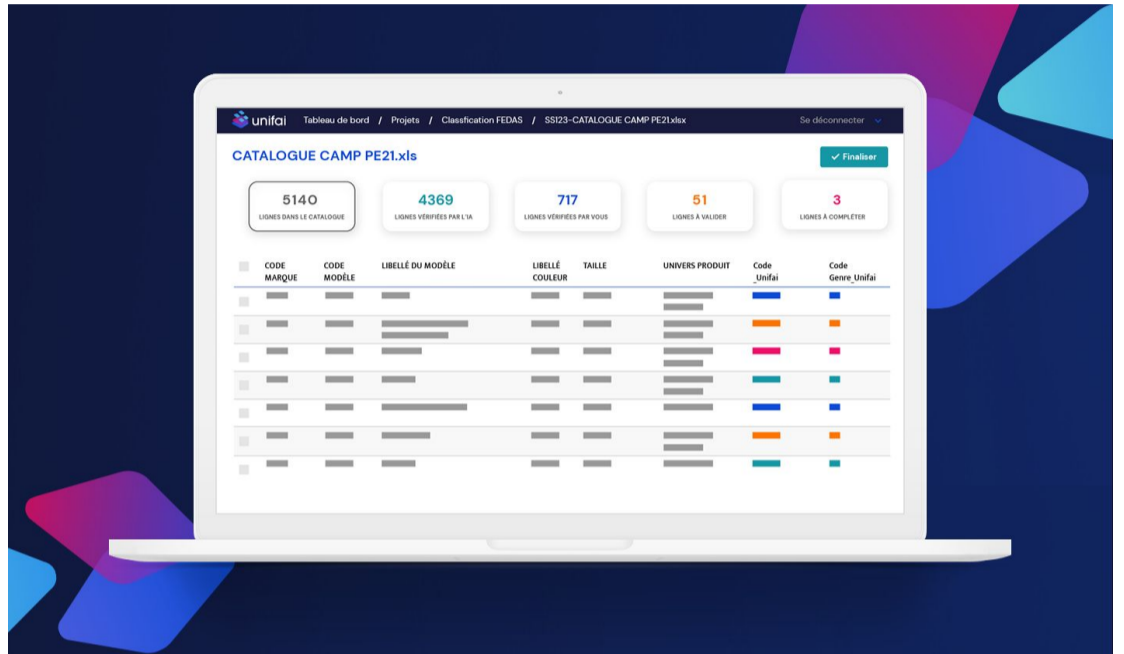 unifai Tableau de bord / Projets / Classfication FEDAS / SS123-CATALOGUE CAMP PE21.xlsx Se déconnecter
CATALOGUE CAMP PE21.xls
Finaliser
5140 4369 717 51 3
LIGNES DANS LE CATALOGUE LIGNES VÉRIFIÉES PAR L'IA LIGNES VÉRIFIÉES PAR VOUS LIGNES À VALIDER LIGNES À COMPLÉTER
CODE CODE LIBELLÉ DU MODÈLE LIBELLÉ TAILLE UNIVERS PRODUIT Code Code
MARQUE MODÈLE COULEUR _Unifai Genre_Unifai